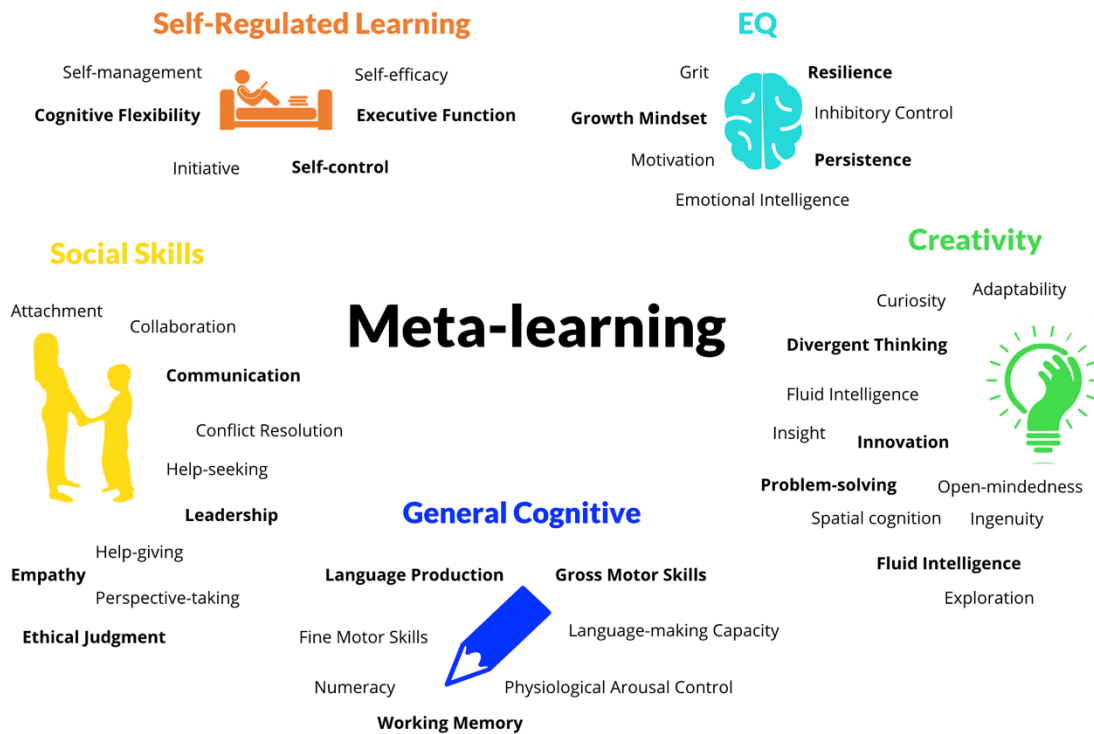 Self-Regulated Learning
Self-management
Self-efficacy
Cognitive Flexibility
Executive Function
Initiative
Self-control
EQ
Grit
Resilience
Growth Mindset
Inhibitory Control
Motivation
Persistence
Emotional Intelligence
Social Skills
Attachment
Collaboration
Communication
Conflict Resolution
Help-seeking
Leadership
Help-giving
Empathy
Perspective-taking
Ethical Judgment
Meta-learning
Creativity
Adaptability
Curiosity
Divergent Thinking
Fluid Intelligence
Insight
Innovation
Problem-solving
Open-mindedness
Spatial cognition
Ingenuity
Fluid Intelligence
Exploration
General Cognitive
Language Production
Gross Motor Skills
Fine Motor Skills
Language-making Capacity
Numeracy
Physiological Arousal Control
Working Memory